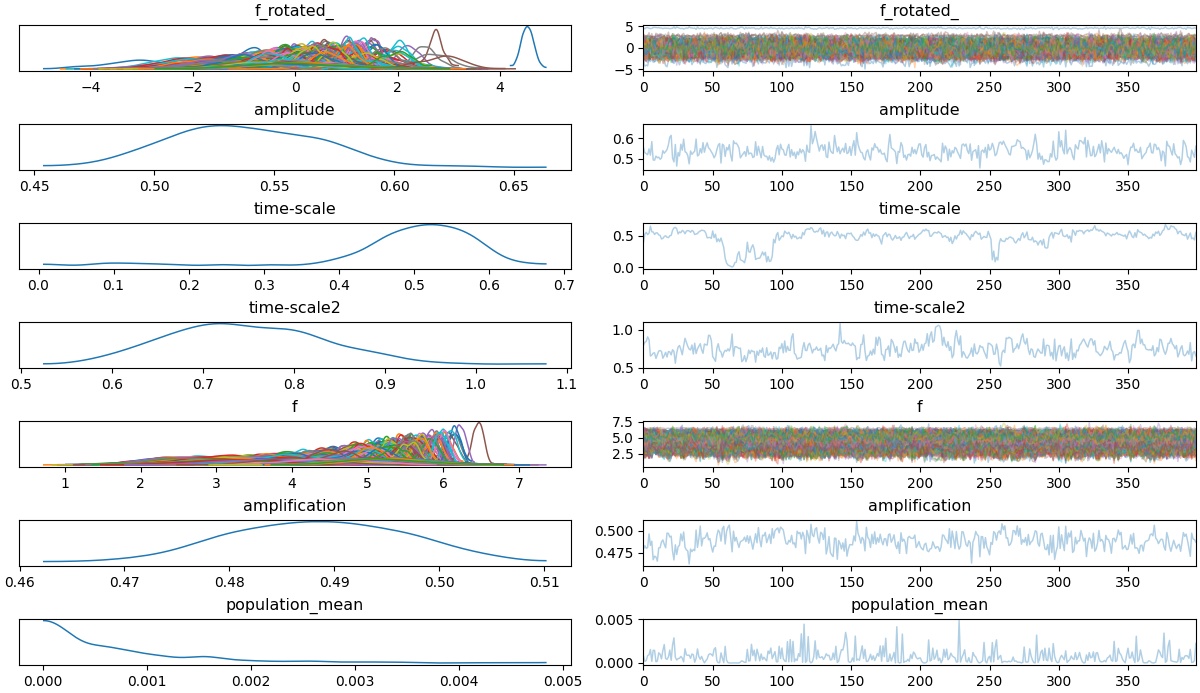 f_rotated_ f_rotated_
5
0
−5
−4 −2 0 2 4 0 50 100 150 200 250 300 350
amplitude amplitude
0.6
0.5
0.45 0.50 0.55 0.60 0.65 0 50 100 150 200 250 300 350
time-scale time-scale
0.5
0.0
0.0 0.1 0.2 0.3 0.4 0.5 0.6 0.7 0 50 100 150 200 250 300 350
time-scale2 time-scale2
1.0
0.5
0.5 0.6 0.7 0.8 0.9 1.0 1.1 0 50 100 150 200 250 300 350
f f
7.5
5.0
2.5
1 2 3 4 5 6 7 0 50 100 150 200 250 300 350
amplification amplification
0.500
0.475
0.46 0.47 0.48 0.49 0.50 0.51 0 50 100 150 200 250 300 350
population_mean population_mean
0.005
0.000
0.000 0.001 0.002 0.003 0.004 0.005 0 50 100 150 200 250 300 350